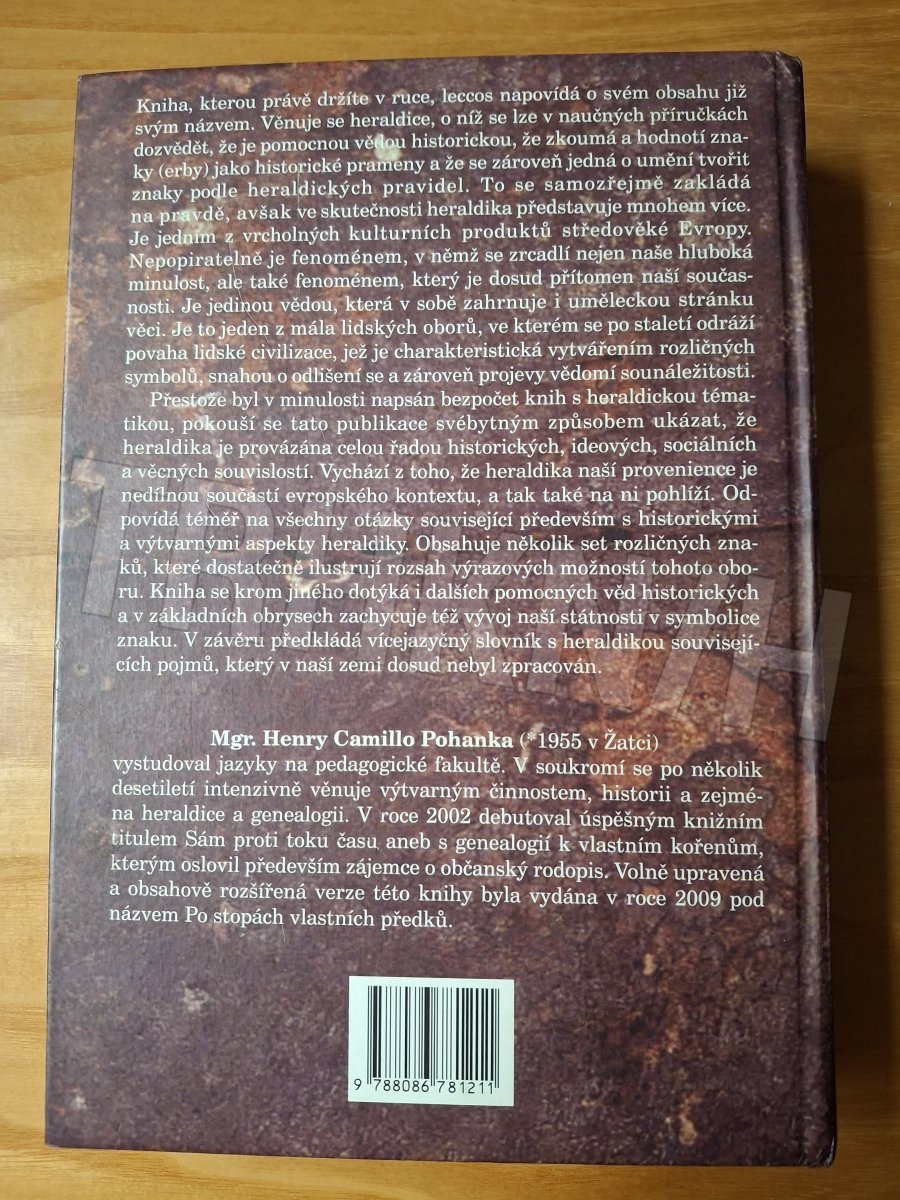 Kniha, kterou právě držíte v ruce, leccos napovídá o svém obsahu již
svým názvem. Věnuje se heraldice, o níž se lze v naučných příručkách
dozvědět, že je pomocnou vědou historickou, že zkoumá a hodnotí zna-
ky (erby) jako historické prameny a že se zároveň jedná o umění tvořit
znaky podle heraldických pravidel. To se samozřejmě zakládá
na pravdě, avšak ve skutečnosti heraldika představuje mnohem více.
Je jedním z vrcholných kulturních produktů středověké Evropy.
Nepopiratelně je fenoménem, v němž se zrcadlí nejen naše hluboká
minulost, ale také fenoménem, který je dosud přítomen naší součas-
nosti. Je jedinou vědou, která v sobě zahrnuje i uměleckou stránku
věci. Je to jeden z mála lidských oborů, ve kterém se po staletí odráží
povaha lidské civilizace, jež je charakteristická vytvářením rozličných
symbolů, snahou o odlišení se a zároveň projevy vědomí sounáležitosti.
Přestože byl v minulosti napsán bezpočet knih s heraldickou téma-
tikou, pokouší se tato publikace svébytným způsobem ukázat, že
heraldika je provázána celou řadou historických, ideových, sociálních
a věcných souvislostí. Vychází z toho, že heraldika naší provenience je
nedílnou součástí evropského kontextu, a tak také na ni pohlíží. Od-
povídá téměř na všechny otázky související především s historickými
a výtvarnými aspekty heraldiky. Obsahuje několik set rozličných zna-
ků, které dostatečně ilustrují rozsah výrazových možností tohoto obo-
ru. Kniha se krom jiného dotýká i dalších pomocných věd historických
a v základních obrysech zachycuje též vývoj naší státnosti v symbolice
znaku. V závěru předkládá vícejazyčný slovník s heraldikou souvisejí-
cích pojmů, který v naší zemi dosud nebyl zpracován.
Mgr. Henry Camillo Pohanka (*1955 v Žatci)
vystudoval jazyky na pedagogické fakultě. V soukromí se po několik
desetiletí intenzivně věnuje výtvarným činnostem, historii a zejmé-
na heraldice a genealogii. V roce 2002 debutoval úspěšným knižním
titulem Sám proti toku času aneb s genealogií k vlastním kořenům,
kterým oslovil především zájemce o občanský rodopis. Volně upravená
a obsahově rozšířená verze této knihy byla vydána v roce 2009 pod
názvem Po stopách vlastních předků.
9 788086 781211